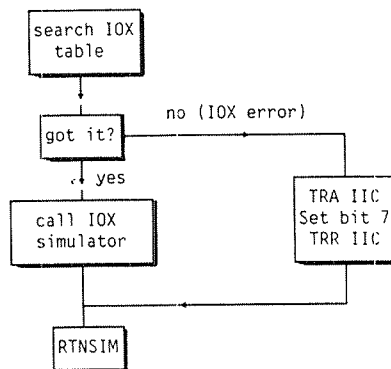 search IOX
table
got it?
no (IOX error)
yes
call IOX
simulator
TRA IIC
Set bit 7
TRR IIC
RTNSIM